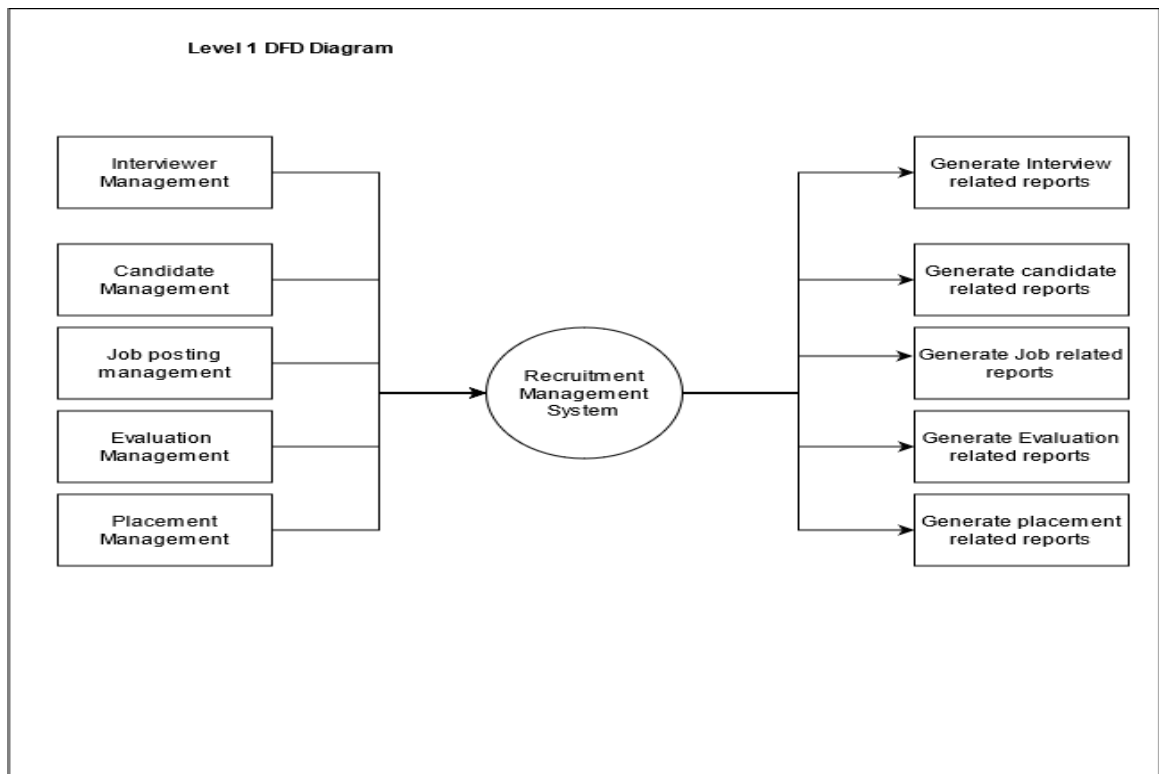 Level 1 DFD Diagram
Interviewer
Management
Candidate
Management
Job posting
management
Evaluation
Management
Placement
Management
Recruitment
Management
System
Generate Interview
related reports
Generate candidate
related reports
Generate Job related
reports
Generate Evaluation
related reports
Generate placement
related reports